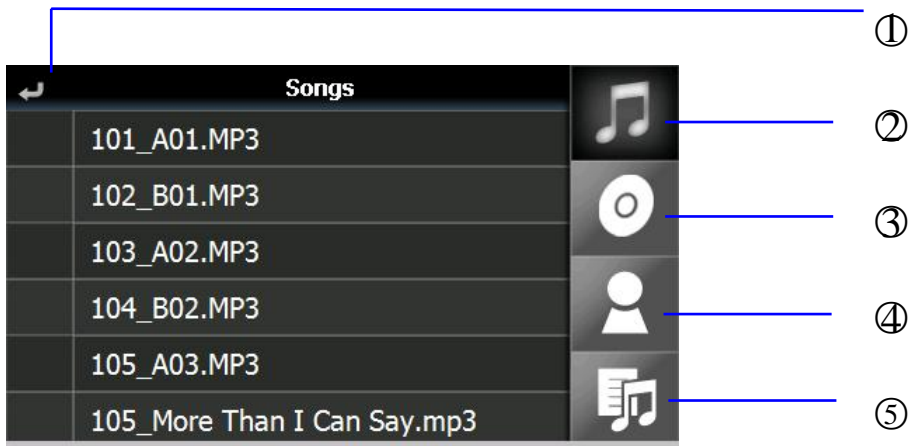 ①
Songs
②
101_A01.MP3
102_B01.MP3
③
103_A02.MP3
104_B02.MP3
④
105_A03.MP3
105_More Than I Can Say.mp3
⑤